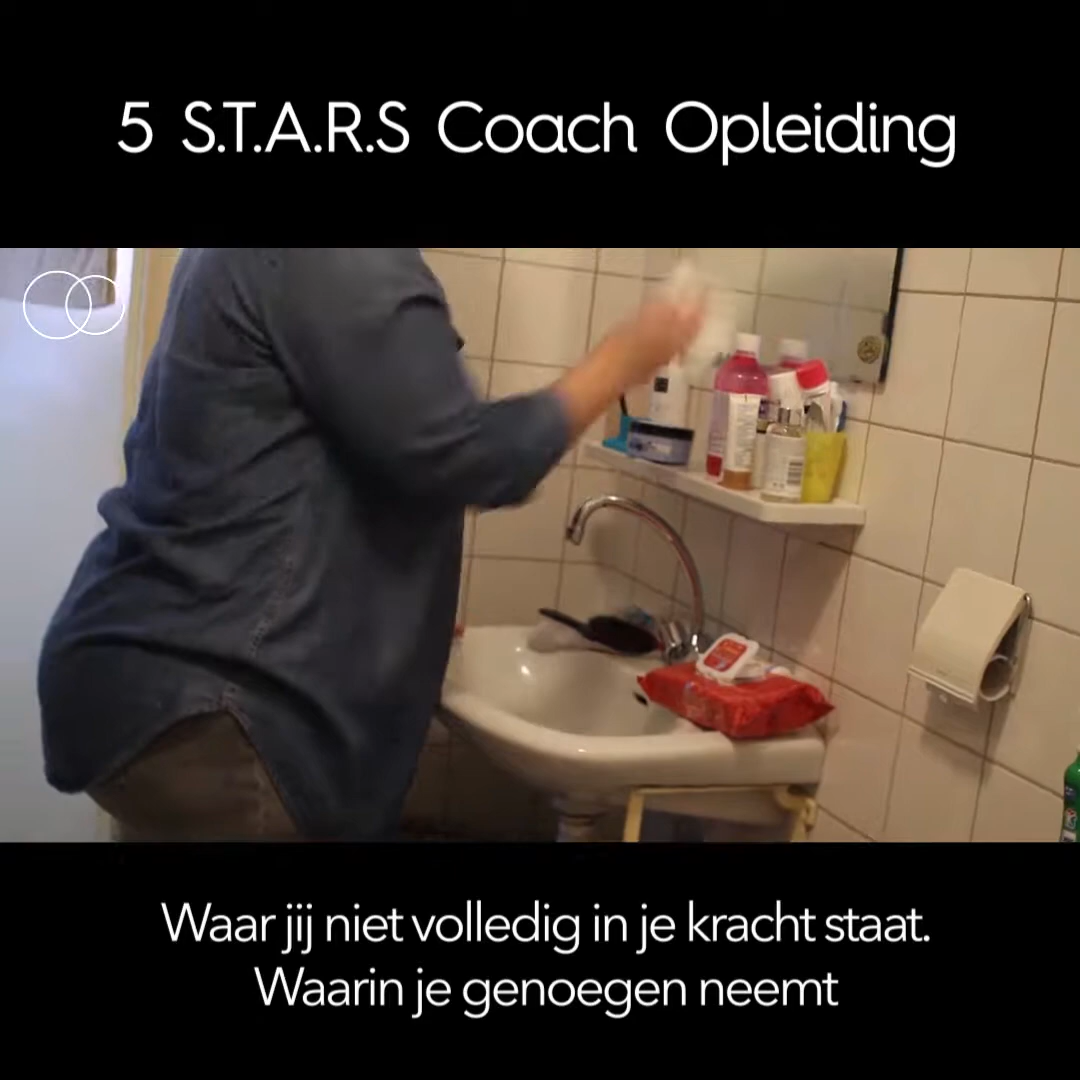 5 S.T.A.R.S Coach Opleiding
Waar jij niet volledig in je kracht staat.
Waarin je genoegen neemt